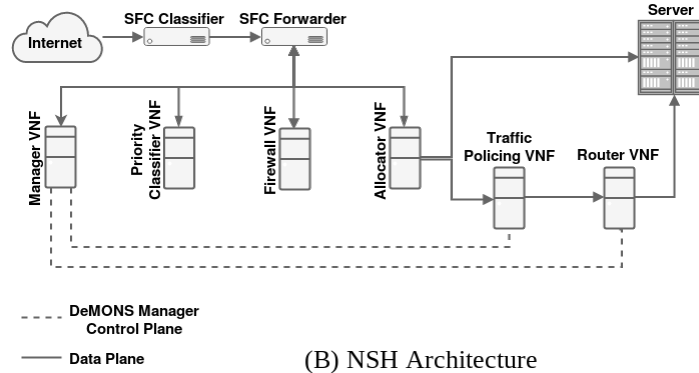 Server
SFC Classifier
SFC Forwarder
Internet
Manager VNF
Priority
Classifier VNF
Firewall VNF
Allocator VNF
Traffic
Policing VNF
Router VNF
DeMONS Manager
Control Plane
Data Plane
(B) NSH Architecture